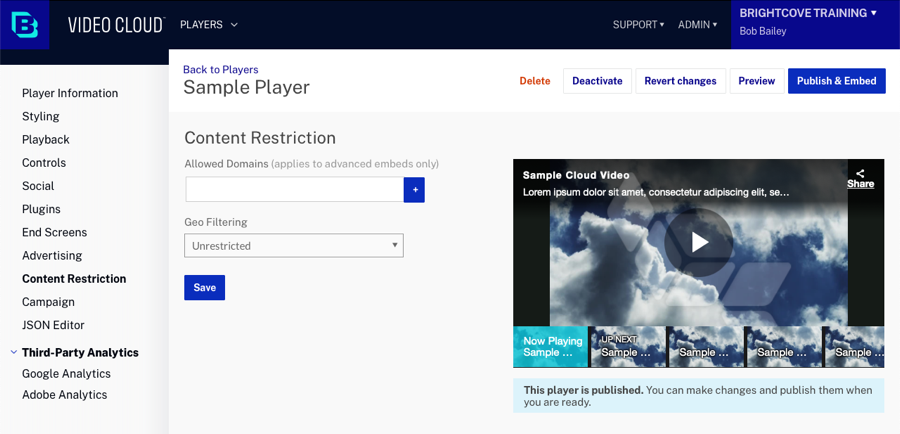 B
VIDEO CLOUD™ PLAYERS SUPPORT ADMIN BRIGHTCOVE TRAINING
Bob Bailey
Back to Players
Sample Player
Delete Deactivate Revert changes Preview Publish & Embed
Player Information
Styling
Playback
Controls
Social
Plugins
End Screens
Advertising
Content Restriction
Campaign
JSON Editor
Third-Party Analytics
Google Analytics
Adobe Analytics
Content Restriction
Allowed Domains (applies to advanced embeds only)
+
Geo Filtering
Unrestricted
Save
Sample Cloud Video
Share
Lorem ipsum dolor sit amet, consectetur adipiscing elit, se...
Now Playing
Sample ...
UP NEXT
Sample ...
Sample ...
Sample ...
Sample ...
This player is published. You can make changes and publish them when
you are ready.